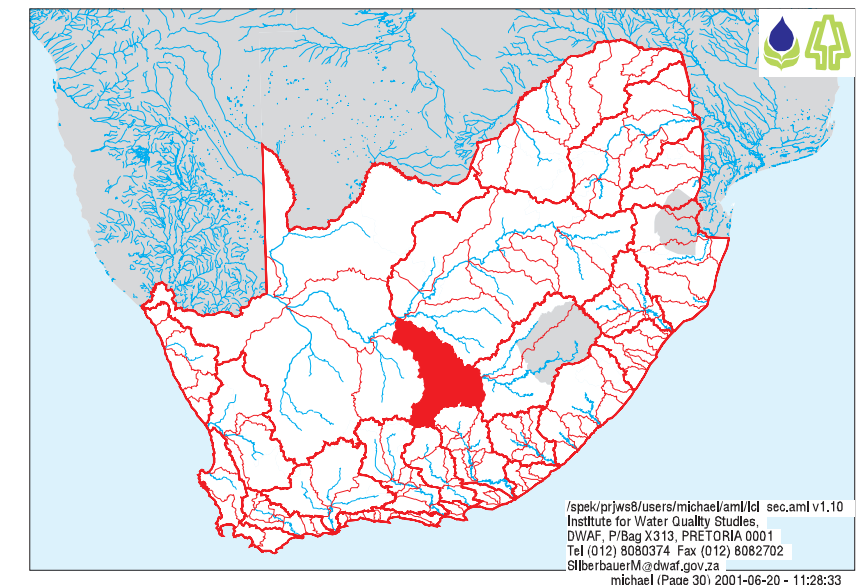 /spek/prjws8/users/michael/aml/lcl_sec.aml v1.10
Institute for Water Quality Studies,
DWAF, P/Bag X313, PRETORIA 0001
Tel (012) 8080374 Fax (012) 8082702
SilberbauerM@dwaf.gov.za
michael (Page 30) 2001-06-20 - 11:28:33